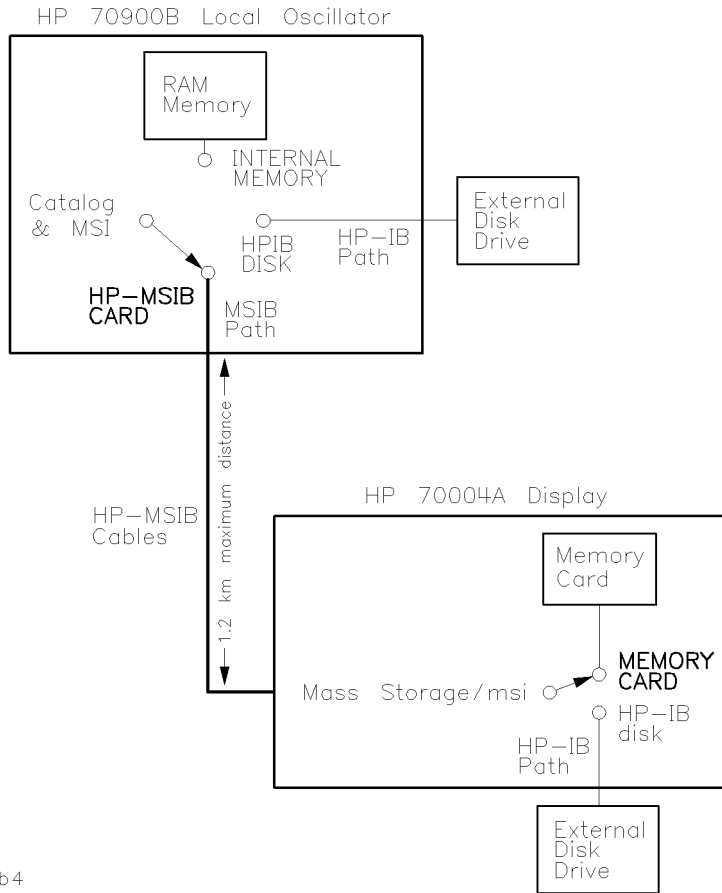 HP 70900B Local Oscillator
RAM
Memory
INTERNAL
MEMORY
Catalog
& MSI
HPIB
DISK
HP-IB
Path
External
Disk
Drive
HP-MSIB
CARD
MSIB
Path
1.2 km maximum distance
HP-MSIB
Cables
HP 70004A Display
Memory
Card
MEMORY
CARD
Mass Storage/msi
HP-IB
disk
HP-IB
Path
External
Disk
Drive
b4